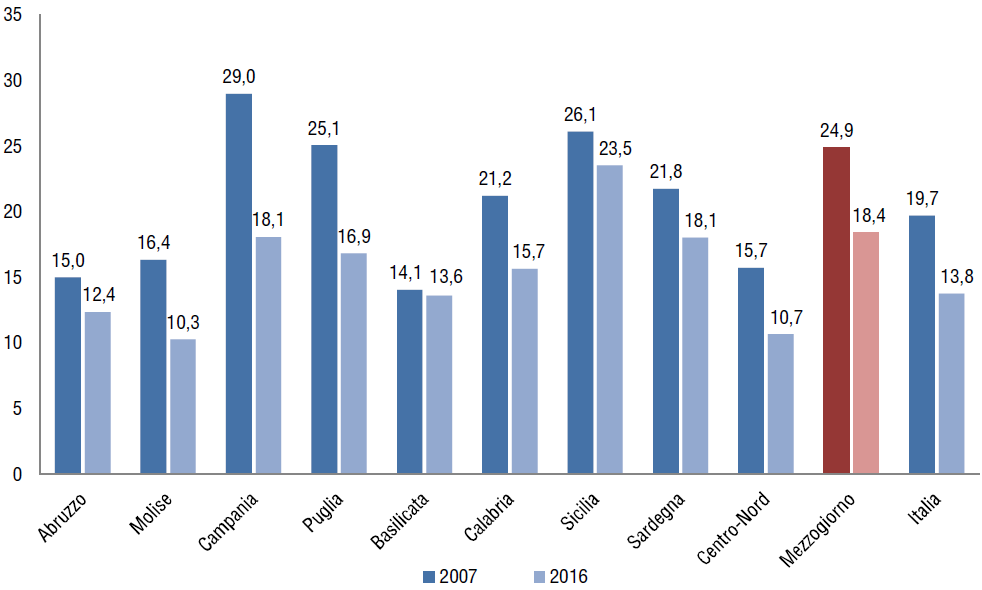 35
30
25
20
15
10
5
0
15,0
12,4
16,4
10,3
29,0
18,1
25,1
16,9
14,1
13,6
21,2
15,7
26,1
23,5
21,8
18,1
15,7
10,7
24,9
18,4
19,7
13,8
Abruzzo
Molise
Campania
Puglia
Basilicata
Calabria
Sicilia
Sardegna
Centro-Nord
Mezzogiorno
Italia
2007
2016